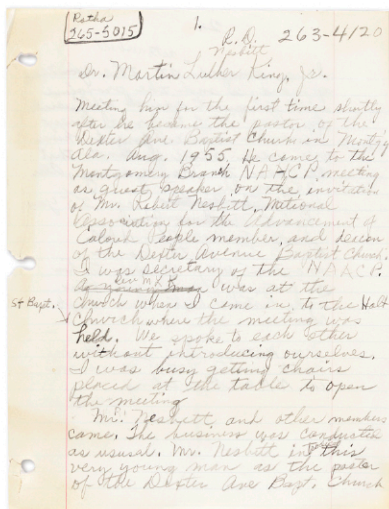 Ratha
265-5015
1.
R. D. 263-4120
Nesbitt
Dr. Martin Luther King, Jr.
Meeting him for the first time shortly
after he became the pastor of the
Dexter Ave Baptist Church in Montgy
Ala. Aug. 1955. He came to the
Montgomery Branch NAACP meeting
as guest speaker on the invitation
of Mr. Robert Nesbitt, National
Association for the Advancement of
Colored People member, and deacon
of the Dexter Avenue Baptist Church.
I was secretary of the NAACP.
was at the
church where I came in to the Holt
St Bapt.
Church where the meeting was
held. We spoke to each other
without introducing ourselves.
I was busy getting chairs
placed at the table to open
the meeting
Mr. Nesbitt and other members
came. The business was conducted
as ususal. Mr. Nesbitt this
very young man as the pastor
of the Dexter Ave Bapt. Church